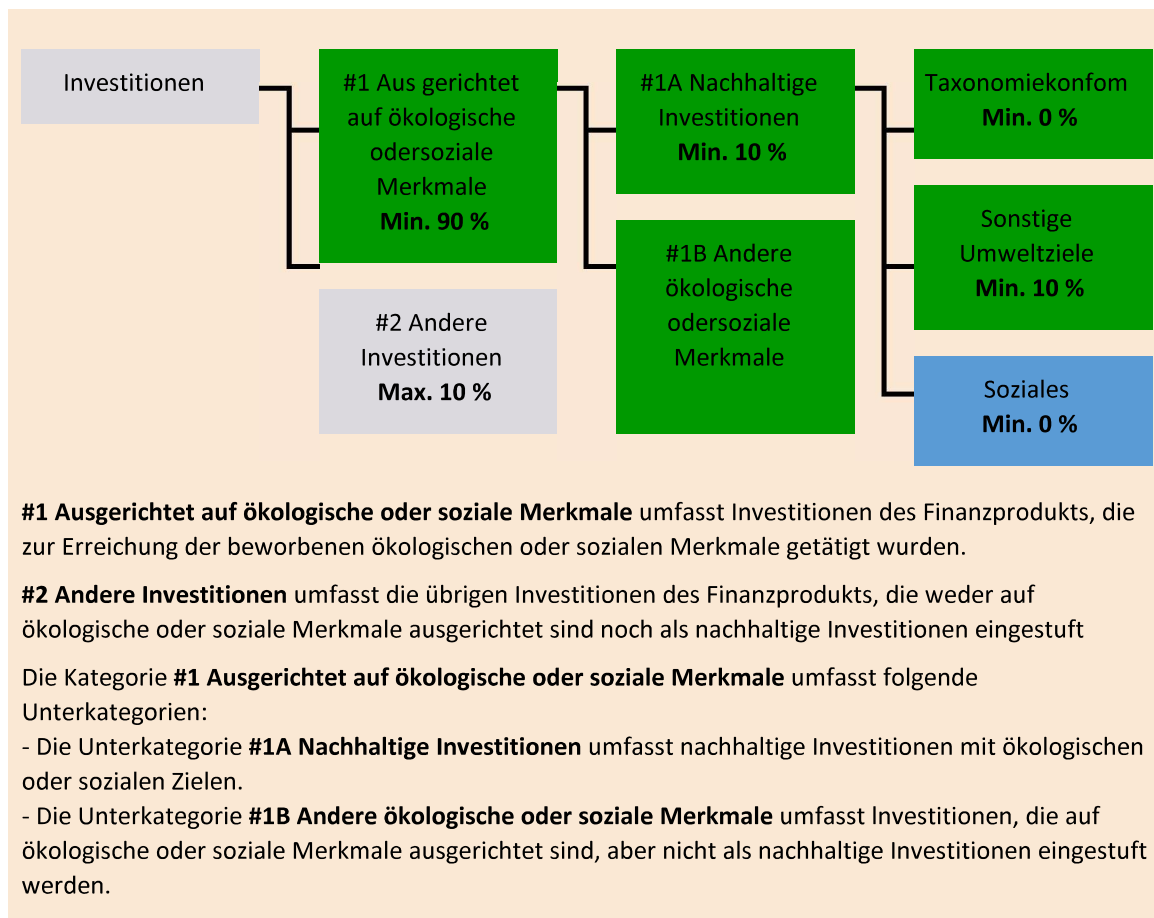 Investitionen
#1 Aus gerichtet
auf ökologische
odersoziale
Merkmale
Min. 90 %
#2 Andere
Investitionen
Max. 10 %
#1A Nachhaltige
Investitionen
Min. 10 %
#1B Andere
ökologische
odersoziale
Merkmale
Taxonomiekonfom
Min. 0 %
Sonstige
Umweltziele
Min. 10 %
Soziales
Min. 0 %
#1 Ausgerichtet auf ökologische oder soziale Merkmale umfasst Investitionen des Finanzprodukts, die
zur Erreichung der beworbenen ökologischen oder sozialen Merkmale getätigt wurden.
#2 Andere Investitionen umfasst die übrigen Investitionen des Finanzprodukts, die weder auf
ökologische oder soziale Merkmale ausgerichtet sind noch als nachhaltige Investitionen eingestuft
Die Kategorie #1 Ausgerichtet auf ökologische oder soziale Merkmale umfasst folgende
Unterkategorien:
- Die Unterkategorie #1A Nachhaltige Investitionen umfasst nachhaltige Investitionen mit ökologischen
oder sozialen Zielen.
- Die Unterkategorie #1B Andere ökologische oder soziale Merkmale umfasst lnvestitionen, die auf
ökologische oder soziale Merkmale ausgerichtet sind, aber nicht als nachhaltige Investitionen eingestuft
werden.